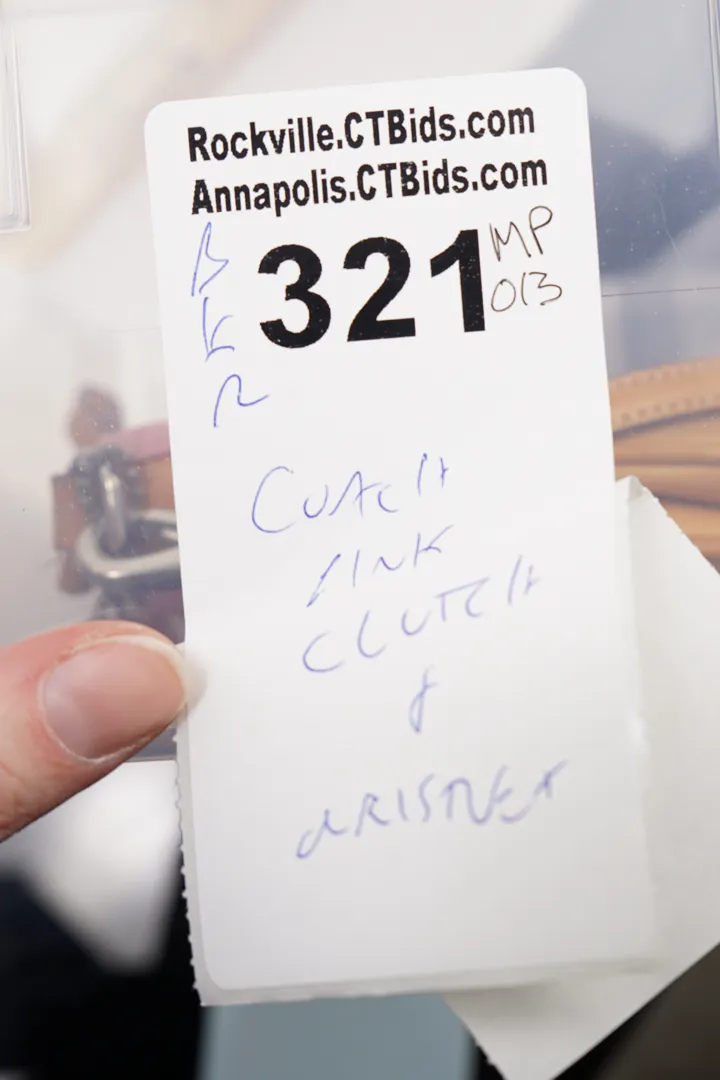 Rockville.CTBids.com
Annapolis.CTBids.com
321
MP
013
B
K
R
COACH
PINK
CLUTCH
&
WRISTLET